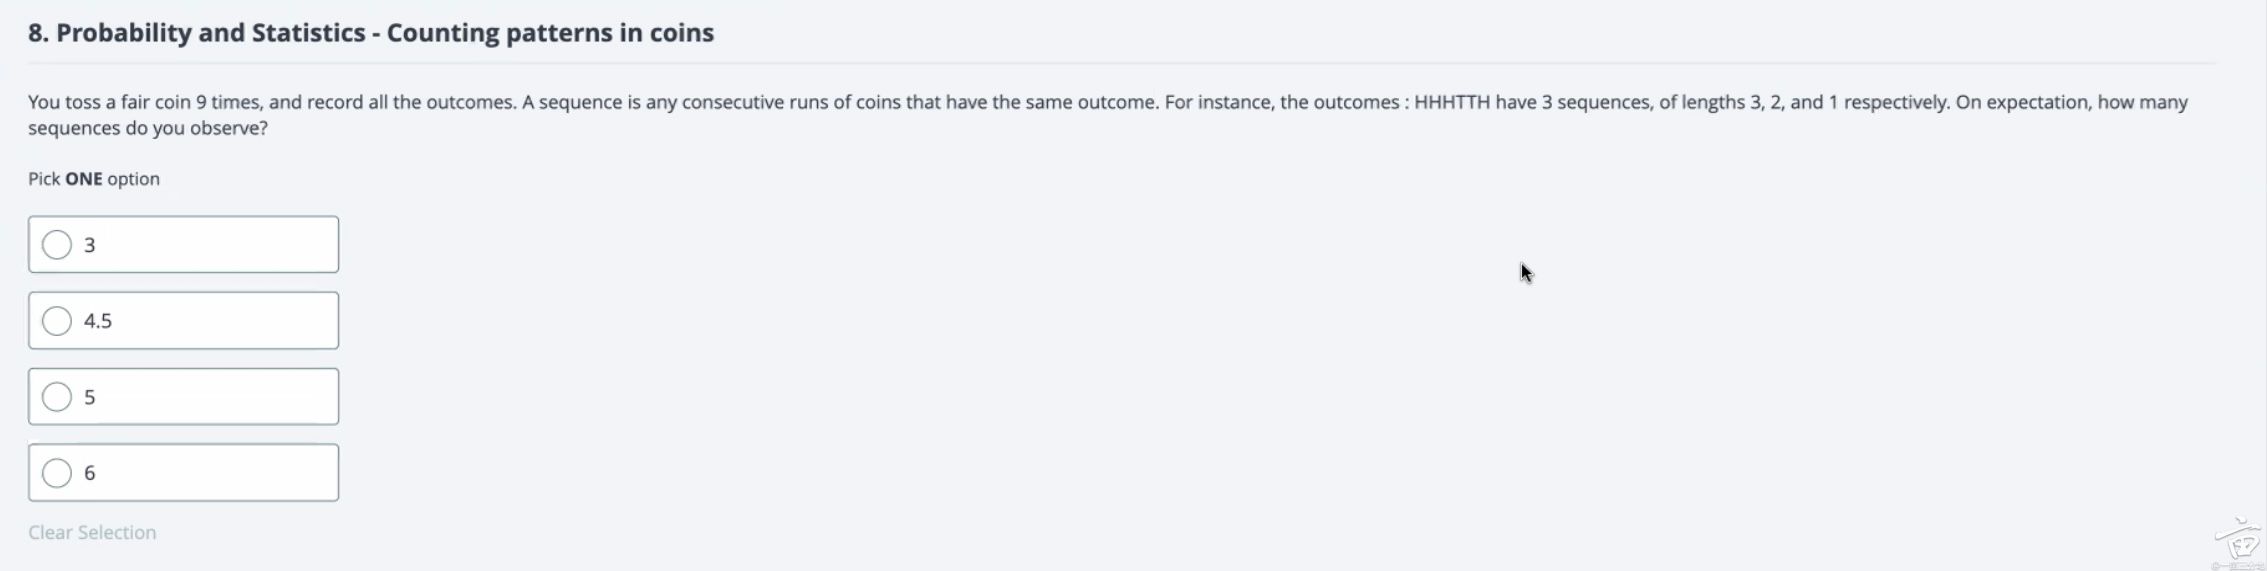 8. Probability and Statistics - Counting patterns in coins
You toss a fair coin 9 times, and record all the outcomes. A sequence is any consecutive runs of coins that have the same outcome. For instance, the outcomes : HHHTTH have 3 sequences, of lengths 3, 2, and 1 respectively. On expectation, how many
sequences do you observe?
Pick ONE option
3
4.5
5
6
Clear Selection